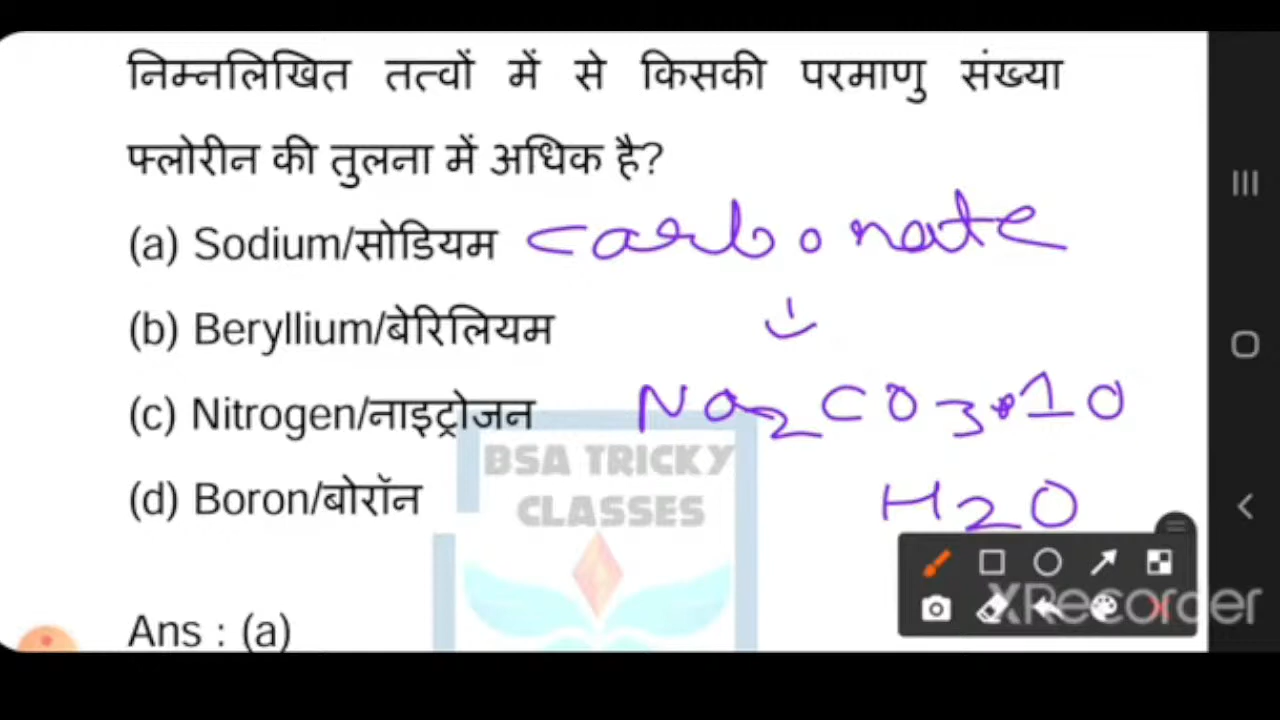 निम्नलिखित तत्वों में से किसकी परमाणु संख्या
फ्लोरीन की तुलना में अधिक है?
(a) Sodium/सोडियम carbonate
(b) Beryllium/बेरिलियम
(c) Nitrogen/नाइट्रोजन Na2CO3.10
BSA TRICKY
(d) Boron/बोरॉन H2O
CLASSES
XRecorder
Ans : (a)